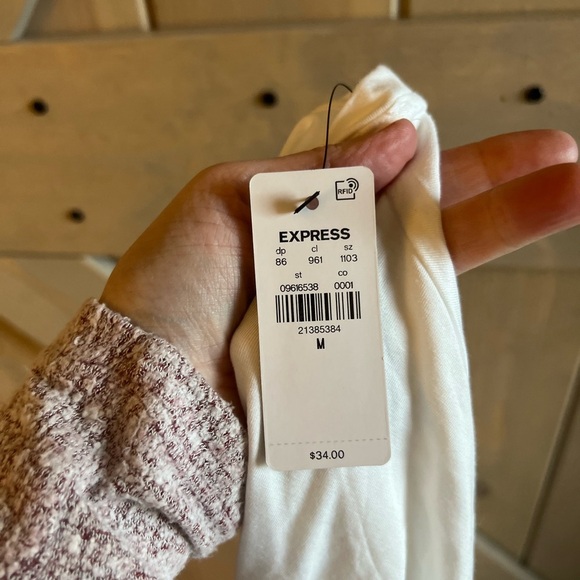 RFID
EXPRESS
dp cl sz
86 961 1103
st co
09616538 0001
21385384
M
$34.00